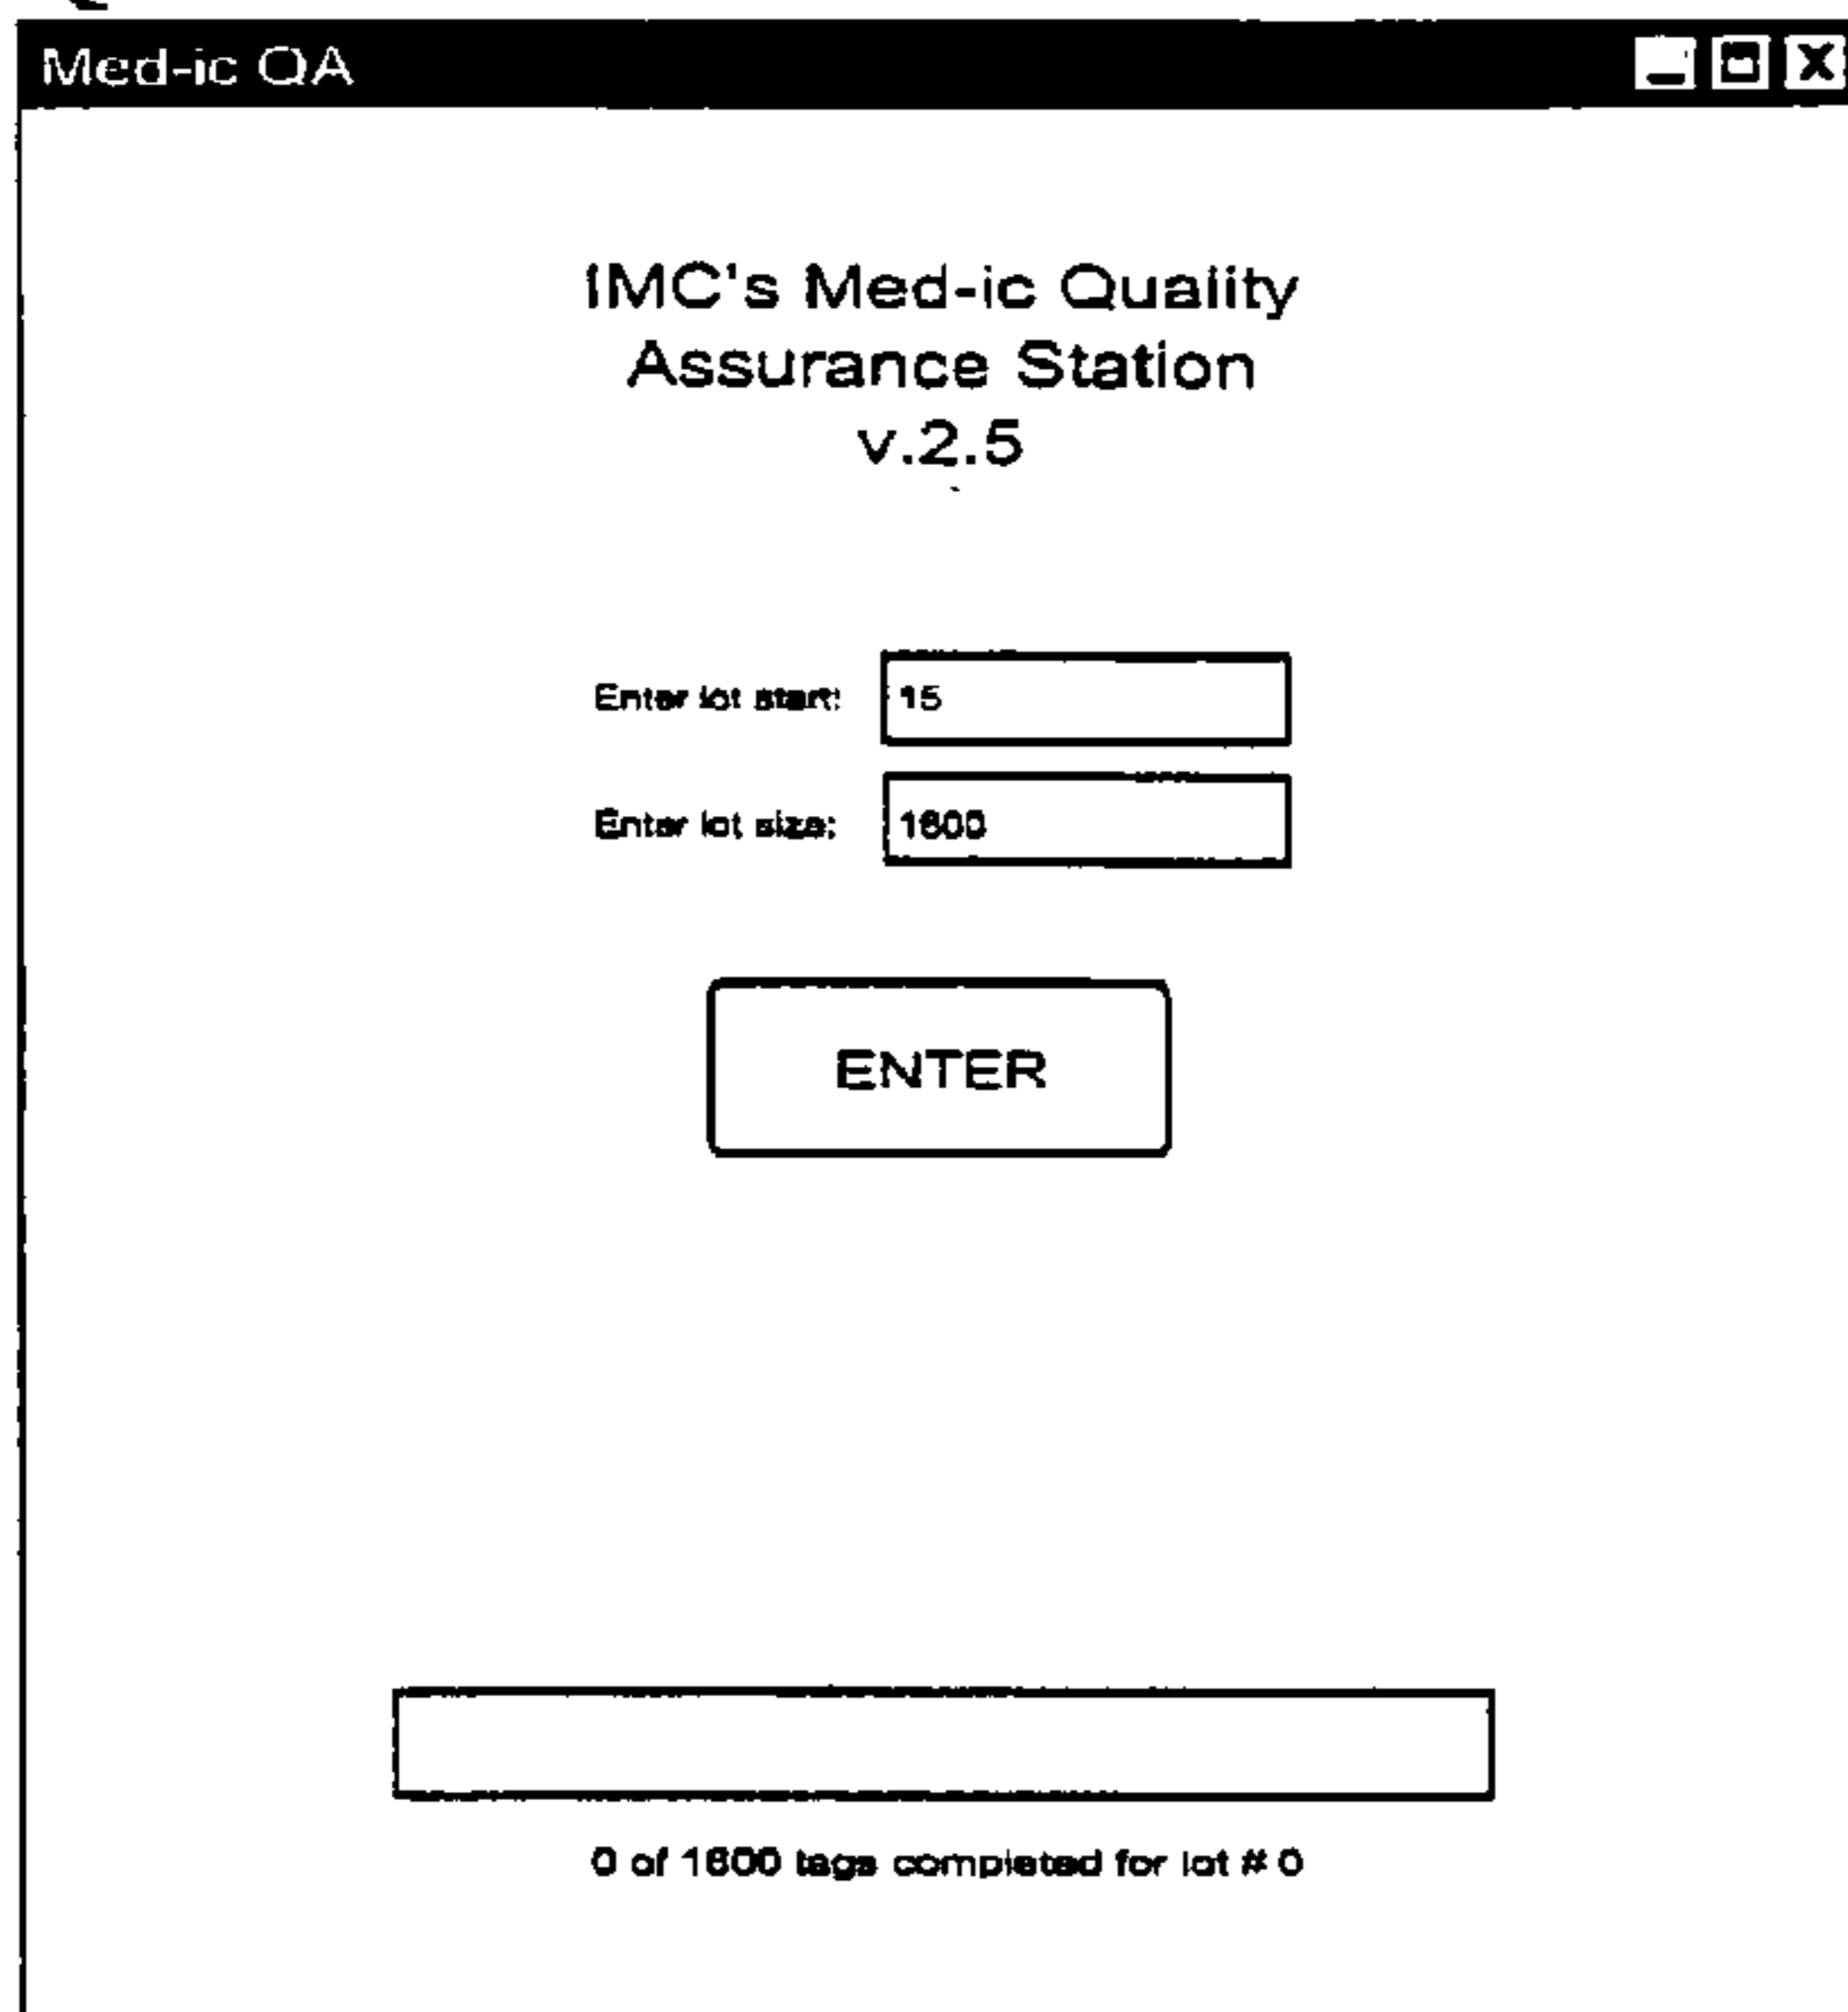 Med-ic QA
IMC's Med-ic Quality
Assurance Station
v.2.5
Enter lot start: 15
Enter lot size: 1600
ENTER
0 of 1600 tags completed for lot # 0